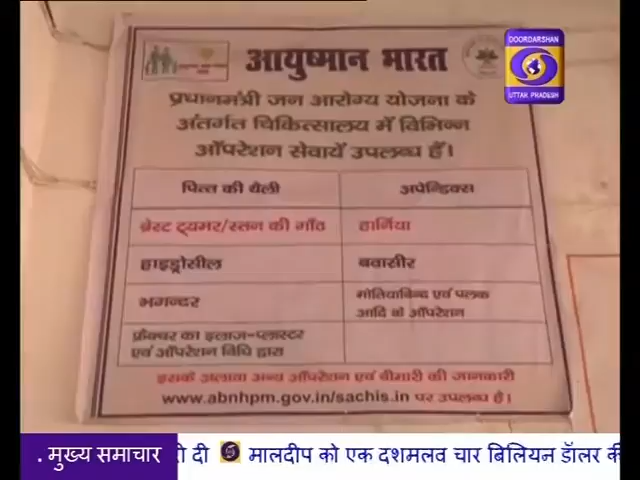 आयुष्मान भारत
DOORDARSHAN
UTTAR PRADESH
प्रधानमंत्री जन आरोग्य योजना के
अंतर्गत चिकित्सालय में विभिन्न
ऑपरेशन सेवायें उपलब्ध हैं।
पित्त की थैली
अपेन्डिक्स
ब्रेस्ट ट्यूमर/स्तन की गाँठ
हार्निया
हाइड्रोसील
बवासीर
भगन्दर
मोतियाबिन्द एवं पलक
आदि के ऑपरेशन
फ्रैक्चर का इलाज-प्लास्टर
एवं ऑपरेशन विधि द्वारा
इसके अलावा अन्य ऑपरेशन एवं बीमारी की जानकारी
www.abnhpm.gov.in/sachis.in पर उपलब्ध है।
. मुख्य समाचार
दी मालदीप को एक दशमलव चार बिलियन डॉलर की